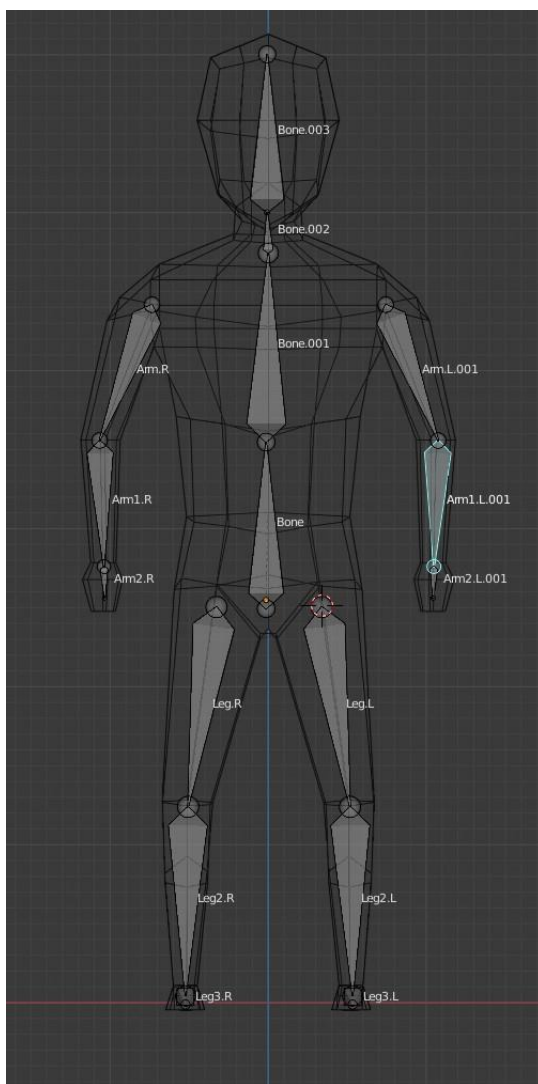 Bone.003
Bone.002
Bone.001
Arm.R
Arm.L.001
Arm1.R
Arm1.L.001
Bone
Arm2.R
Arm2.L.001
Leg.R
Leg.L
Leg2.R
Leg2.L
Leg3.R
Leg3.L